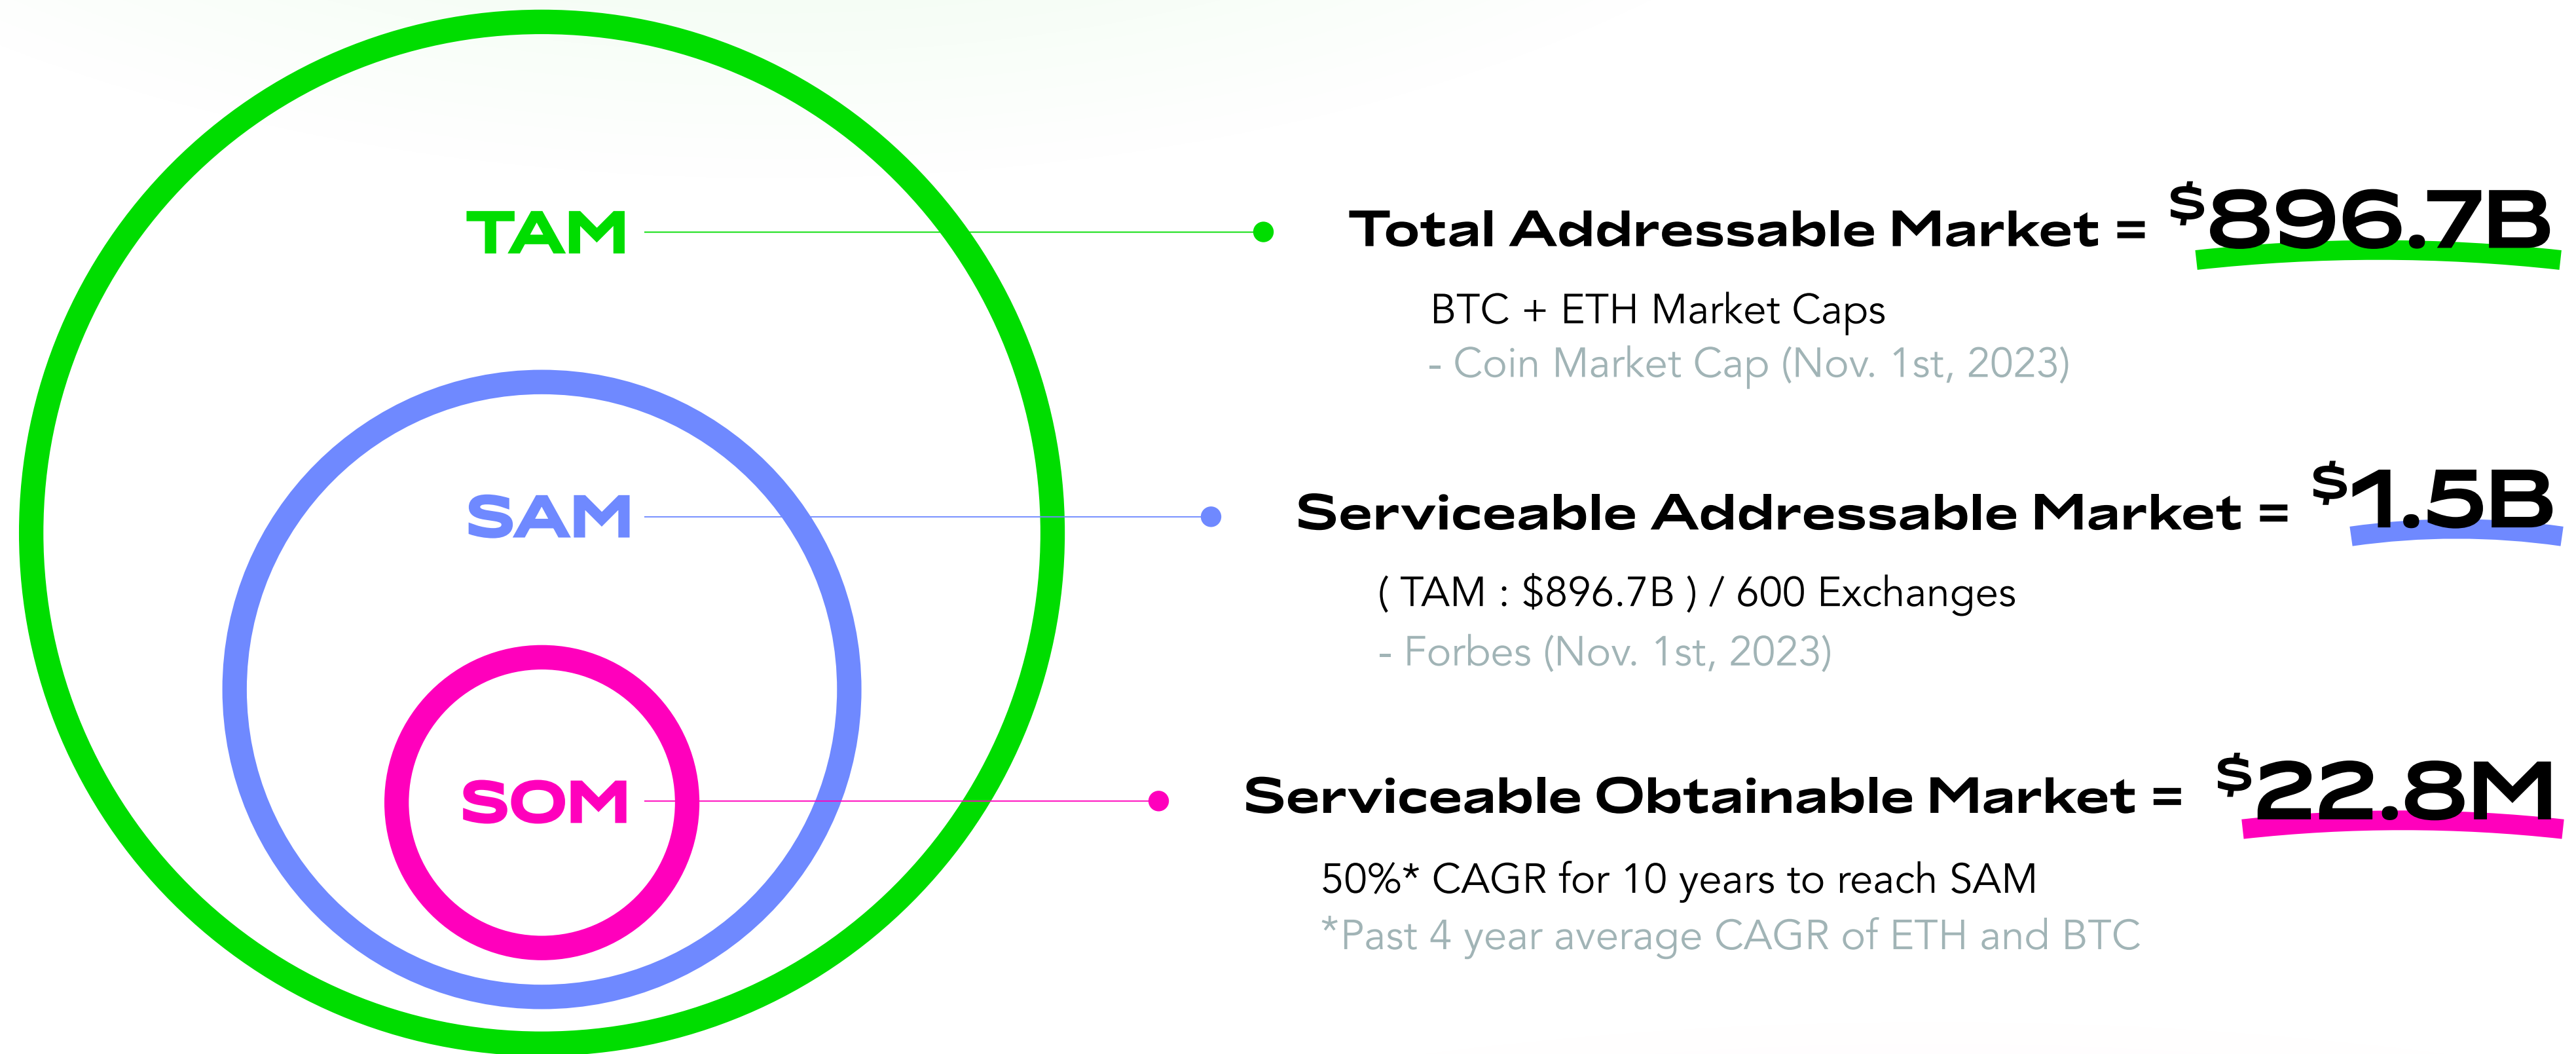 TAM
Total Addressable Market = $896.7B
BTC + ETH Market Caps
- Coin Market Cap (Nov. 1st, 2023)
SAM
Serviceable Addressable Market = $1.5B
( TAM : $896.7B ) / 600 Exchanges
- Forbes (Nov. 1st, 2023)
SOM
Serviceable Obtainable Market = $22.8M
50%* CAGR for 10 years to reach SAM
*Past 4 year average CAGR of ETH and BTC